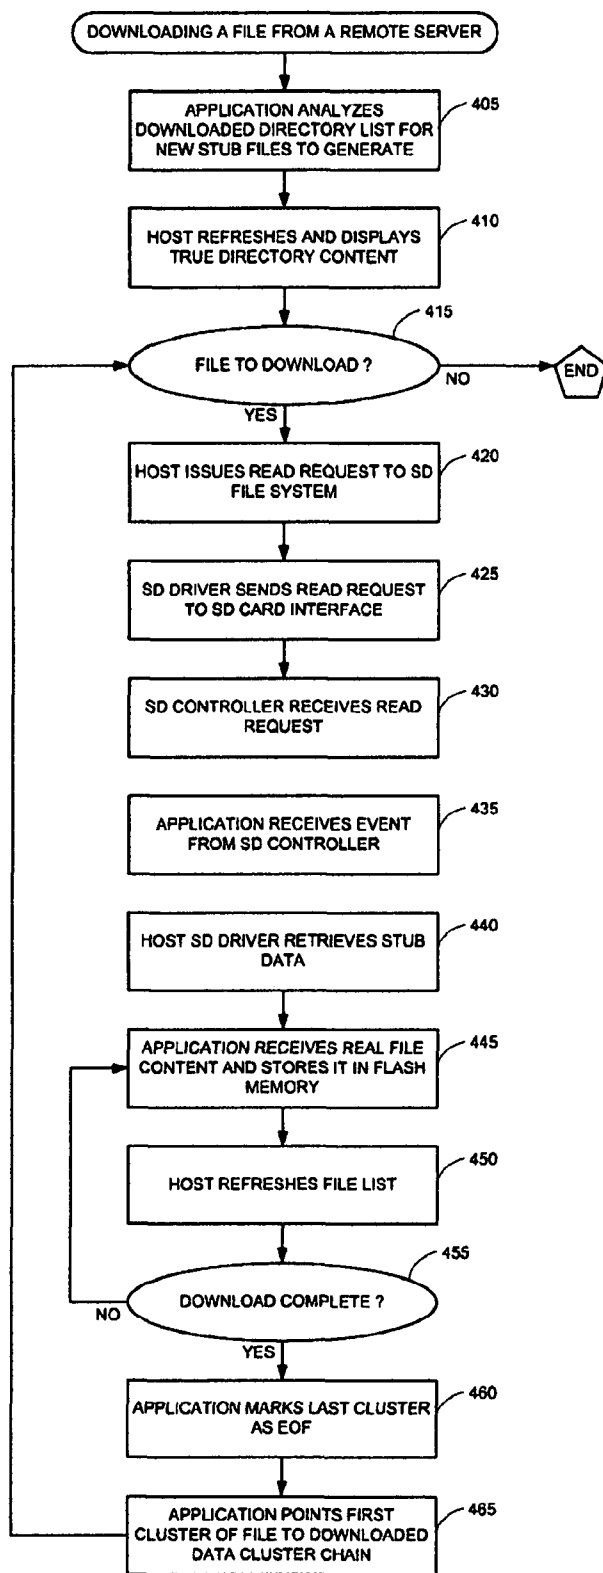 DOWNLOADING A FILE FROM A REMOTE SERVER
APPLICATION ANALYZES
DOWNLOADED DIRECTORY LIST FOR
NEW STUB FILES TO GENERATE
405
HOST REFRESHES AND DISPLAYS
TRUE DIRECTORY CONTENT
410
415
FILE TO DOWNLOAD ?
NO
END
YES
HOST ISSUES READ REQUEST TO SD
FILE SYSTEM
420
SD DRIVER SENDS READ REQUEST
TO SD CARD INTERFACE
425
SD CONTROLLER RECEIVES READ
REQUEST
430
APPLICATION RECEIVES EVENT
FROM SD CONTROLLER
435
HOST SD DRIVER RETRIEVES STUB
DATA
440
APPLICATION RECEIVES REAL FILE
CONTENT AND STORES IT IN FLASH
MEMORY
445
HOST REFRESHES FILE LIST
450
455
DOWNLOAD COMPLETE ?
NO
YES
APPLICATION MARKS LAST CLUSTER
AS EOF
460
APPLICATION POINTS FIRST
CLUSTER OF FILE TO DOWNLOADED
DATA CLUSTER CHAIN
465